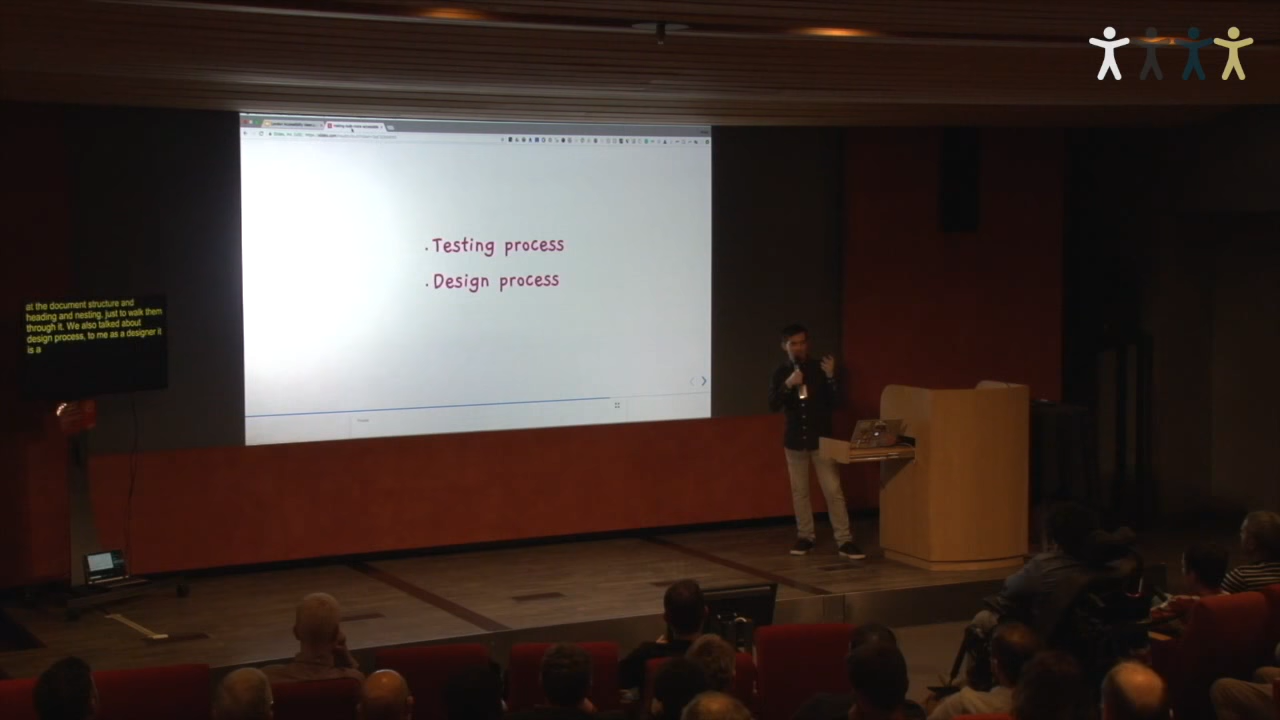 . Testing process
. Design process
at the document structure and
heading and nesting, just to walk them
through it. We also talked about
design process, to me as a designer it
is a